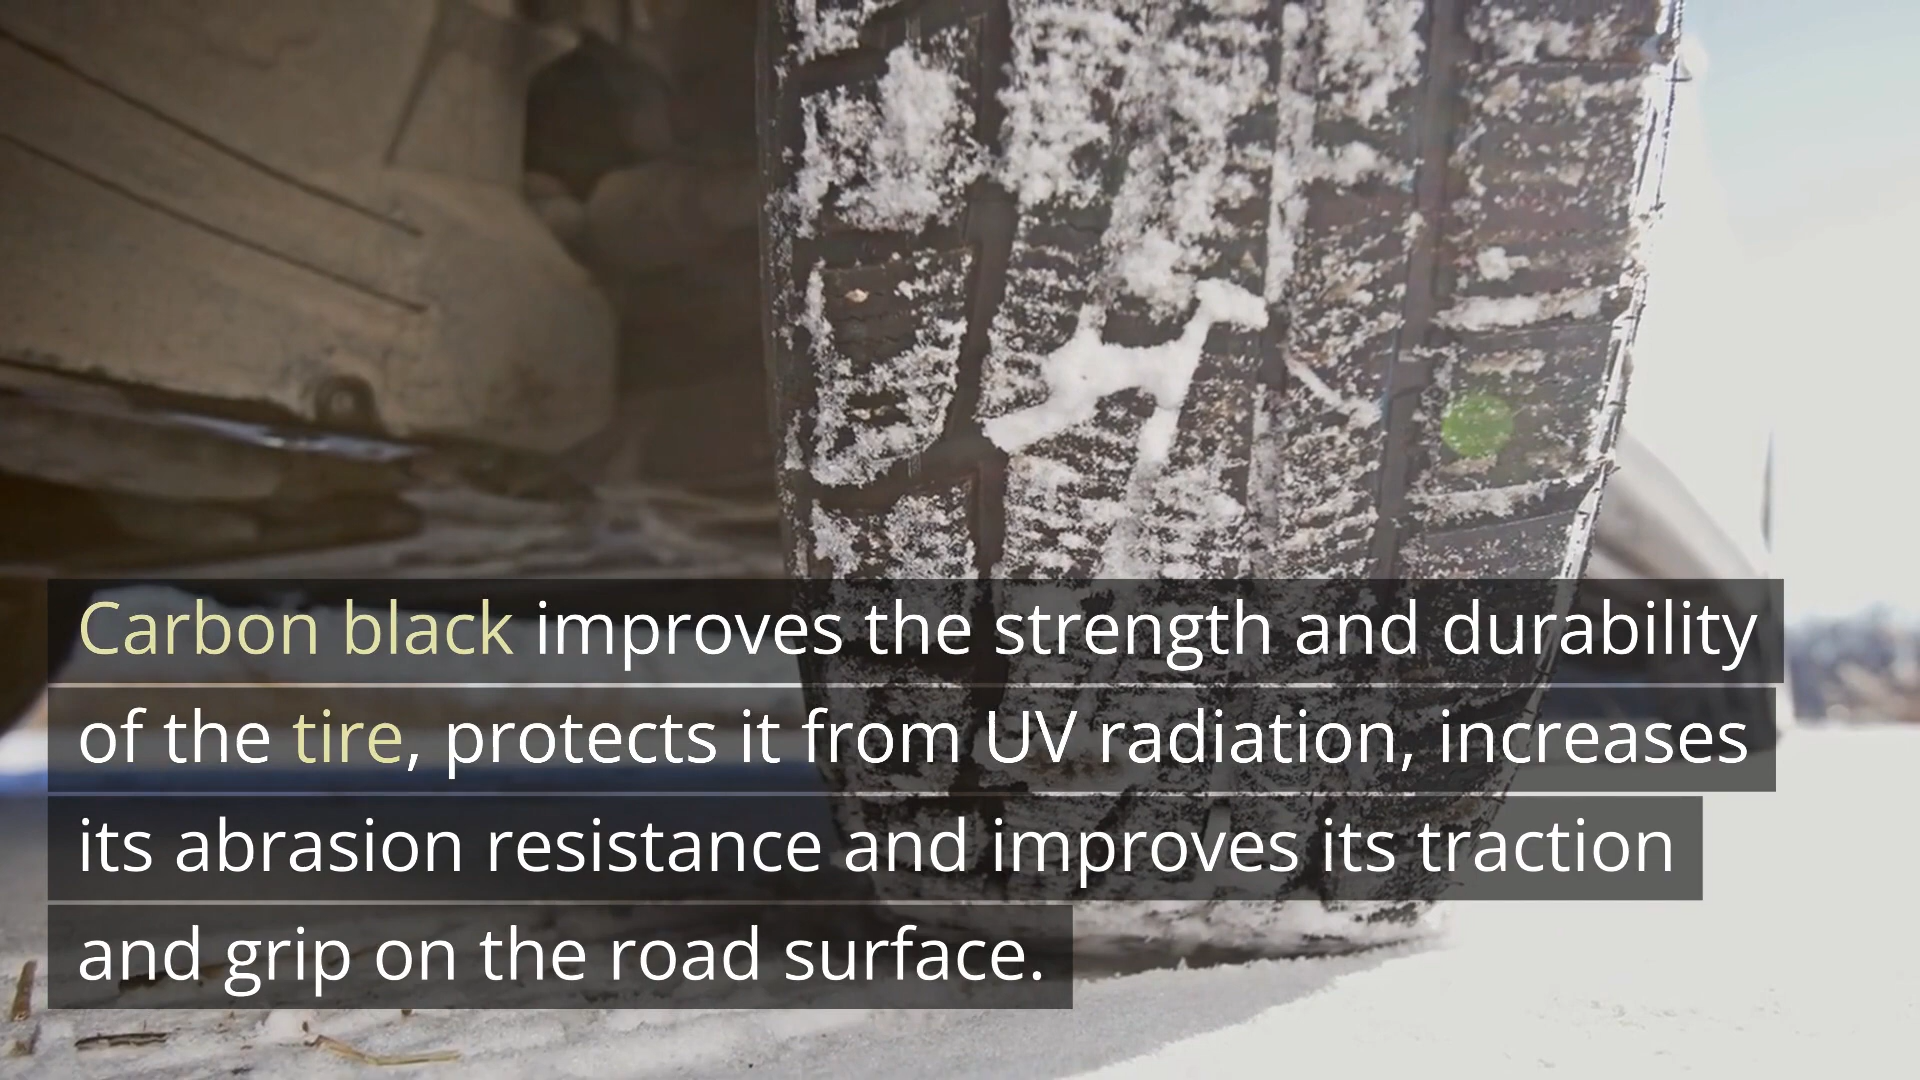 Carbon black improves the strength and durability
of the tire, protects it from UV radiation, increases
its abrasion resistance and improves its traction
and grip on the road surface.